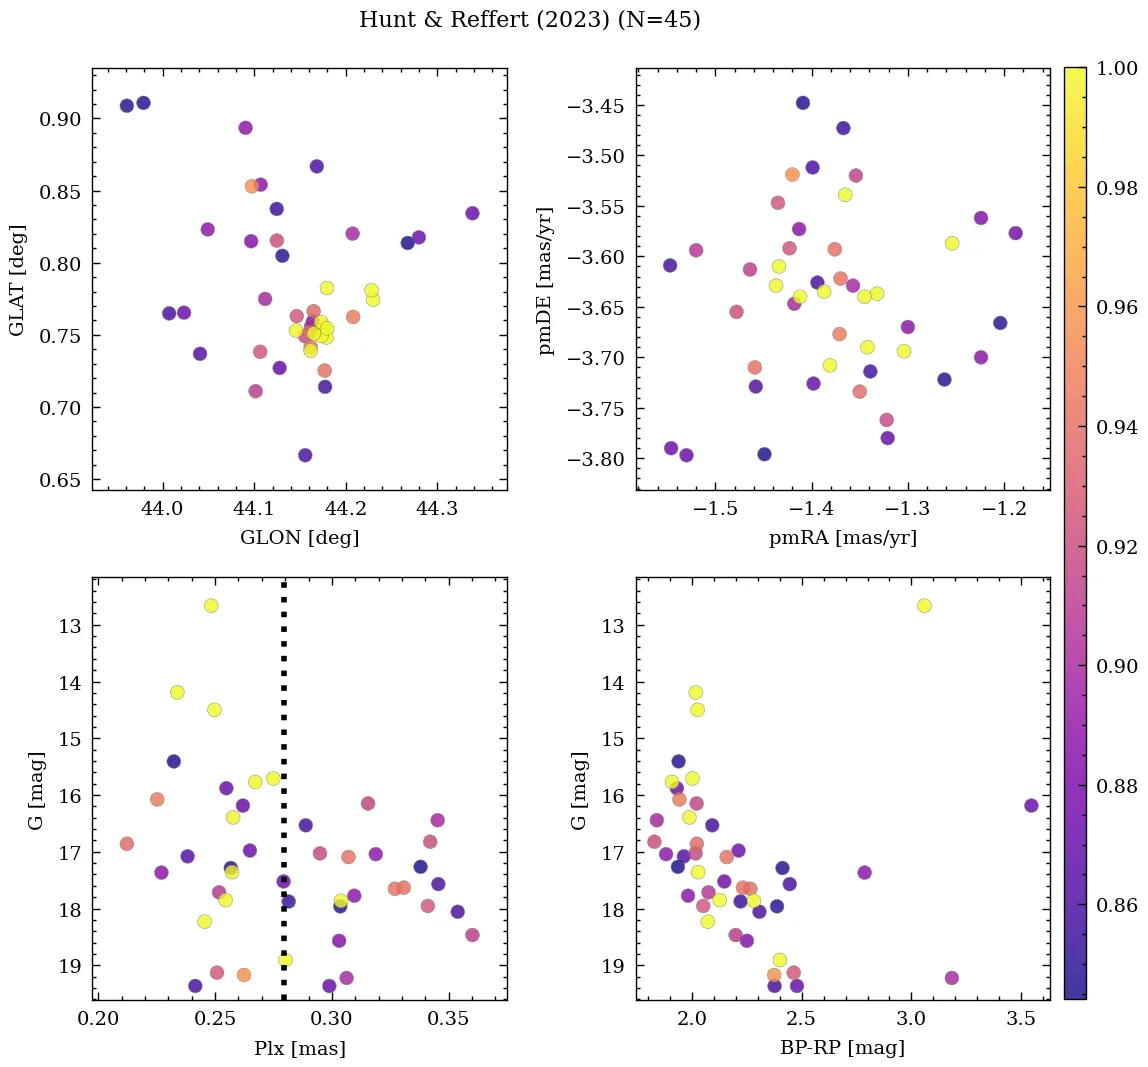 Hunt & Reffert (2023) (N=45)
0.90
0.85
0.80
0.75
0.70
0.65
GLAT [deg]
44.0 44.1 44.2 44.3
GLON [deg]
−3.45
−3.50
−3.55
−3.60
−3.65
−3.70
−3.75
−3.80
pmDE [mas/yr]
−1.5 −1.4 −1.3 −1.2
pmRA [mas/yr]
13
14
15
16
17
18
19
G [mag]
0.20 0.25 0.30 0.35
Plx [mas]
13
14
15
16
17
18
19
G [mag]
2.0 2.5 3.0 3.5
BP-RP [mag]
1.00
0.98
0.96
0.94
0.92
0.90
0.88
0.86